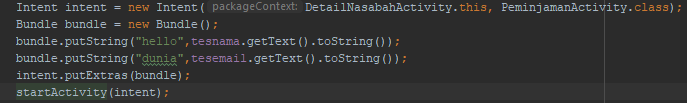 Intent intent = new Intent( packageContext: DetailNasabahActivity.this, PeminjamanActivity.class);
Bundle bundle = new Bundle();
bundle.putString("hello",tesnama.getText().toString());
bundle.putString("dunia",tesemail.getText().toString());
intent.putExtras(bundle);
startActivity(intent);